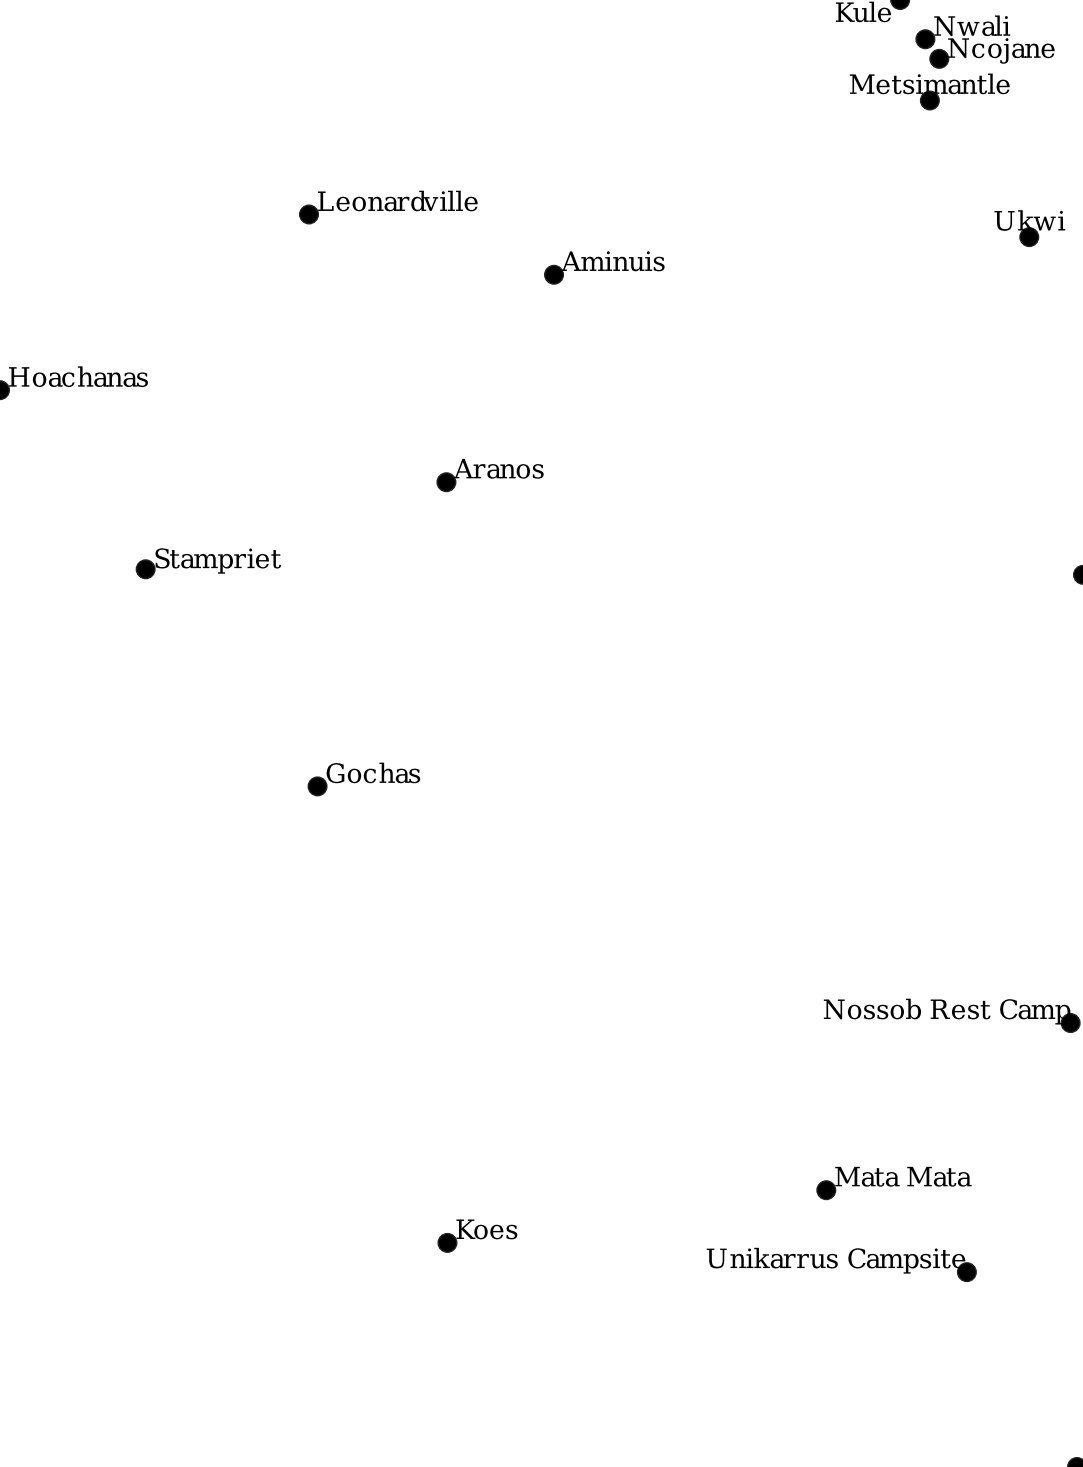 Kule
Nwali
Ncojane
Metsimantle
Leonardville
Ukwi
Aminuis
Hoachanas
Aranos
Stampriet
Gochas
Nossob Rest Camp
Mata Mata
Koes
Unikarrus Campsite